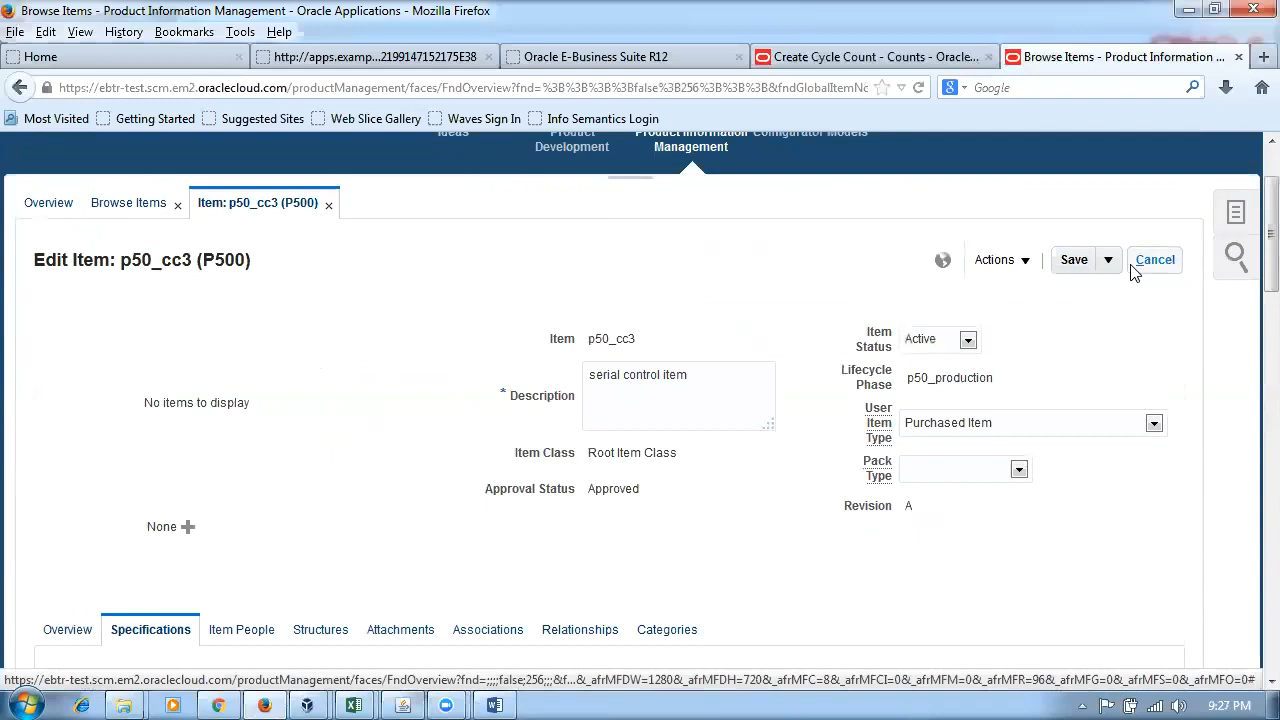 Browse Items - Product Information Management - Oracle Applications - Mozilla Firefox
File Edit View History Bookmarks Tools Help
Home http://apps.examp...2199147152175E38 Oracle E-Business Suite R12 Create Cycle Count - Counts - Oracle... Browse Items - Product Information ...
https://ebtr-test.scm.em2.oraclecloud.com/productManagement/faces/FndOverview?fnd=%3B%3B%3B%3Bfalse%3B256%3B%3B%3B&fndGlobalItemNo Google
Most Visited Getting Started Suggested Sites Web Slice Gallery Waves Sign In Info Semantics Login
Ideas Product Development Product Information Management Configurator Models
Overview Browse Items Item: p50_cc3 (P500)
Edit Item: p50_cc3 (P500) Actions Save Cancel
Item p50_cc3
Item Status Active
* Description serial control item
Lifecycle Phase p50_production
No items to display
User Item Type Purchased Item
Item Class Root Item Class
Pack Type
Approval Status Approved
Revision A
None
Overview Specifications Item People Structures Attachments Associations Relationships Categories
https://ebtr-test.scm.em2.oraclecloud.com/productManagement/faces/FndOverview?fnd=;;;;false;256;;;&f..&_afrMFDW=1280&_afrMFDH=720&_afrMFC=8&_afrMFCI=0&_afrMFM=0&_afrMFR=96&_afrMFG=0&_afrMFS=0&_afrMFO=0#
9:27 PM